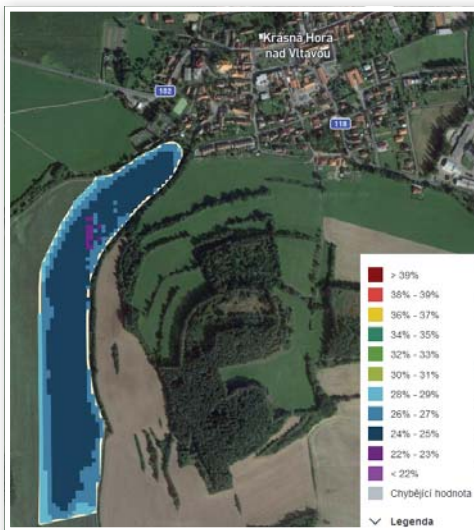 Krásná Hora
nad Vltavou
102
118
> 39%
38% - 39%
36% - 37%
34% - 35%
32% - 33%
30% - 31%
28% - 29%
26% - 27%
24% - 25%
22% - 23%
< 22%
Chybějící hodnota
Legenda